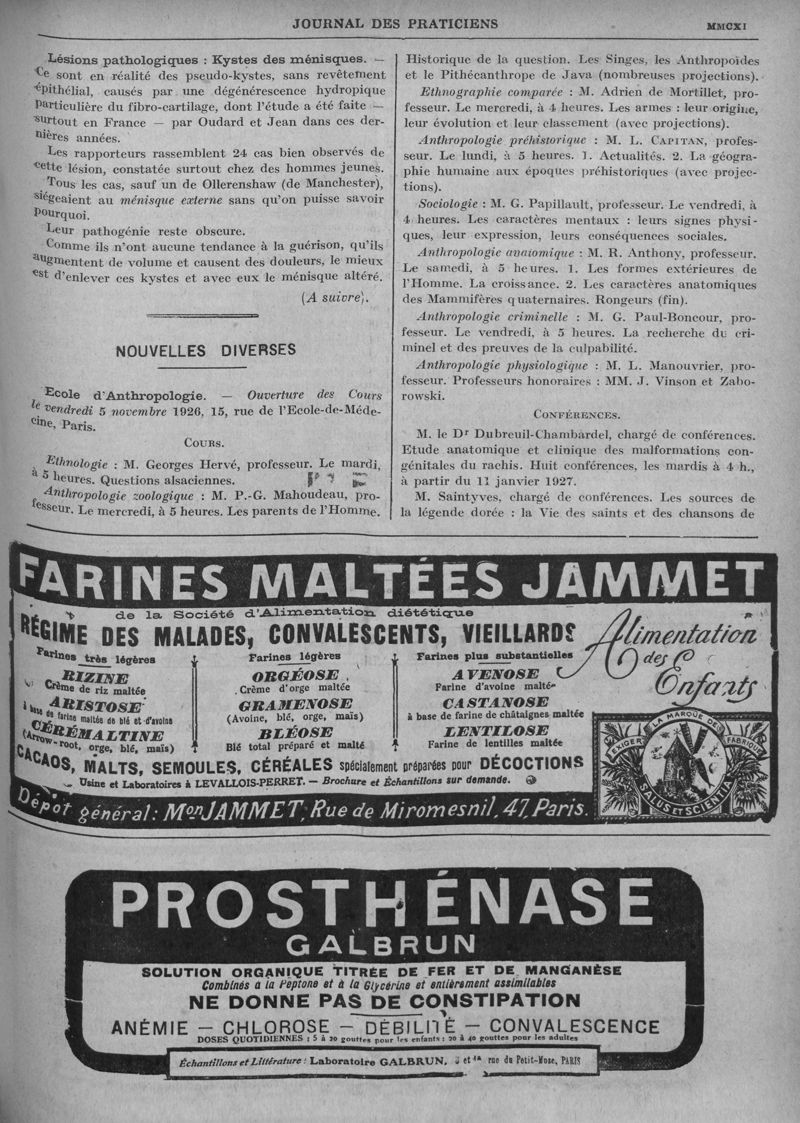 JOURNAL DES PRATICIENS
MMCXI
Lésions pathologiques : Kystes des ménisques. —
Ce sont en réalité des pseudo-kystes, sans revêtement
épithélial, causés par une dégénérescence hydropique
particulière du fibro-cartilage, dont l'étude a été faite —
surtout en France — par Oudard et Jean dans ces der-
nières années.
Les rapporteurs rassemblent 24 cas bien observés de
cette lésion, constatée surtout chez des hommes jeunes.
Tous les cas, sauf un de Ollerenshaw (de Manchester),
siégeaient au ménisque externe sans qu'on puisse savoir
pourquoi.
Leur pathogénie reste obscure.
Comme ils n'ont aucune tendance à la guérison, qu'ils
augmentent de volume et causent des douleurs, le mieux
est d'enlever ces kystes et avec eux le ménisque altéré.
(A suivre).
NOUVELLES DIVERSES
Ecole d'Anthropologie. — Ouverture des Cours
le vendredi 5 novembre 1926, 15, rue de l'Ecole-de-Méde-
cine, Paris.
COURS.
Ethnologie : M. Georges Hervé, professeur. Le mardi,
à 5 heures. Questions alsaciennes.
Anthropologie zoologique : M. P.-G. Mahoudeau, pro-
fesseur. Le mercredi, à 5 heures. Les parents de l'Homme.
Historique de la question. Les Singes, les Anthropoïdes
et le Pithécanthrope de Java (nombreuses projections).
Ethnographie comparée : M. Adrien de Mortillet, pro-
fesseur. Le mercredi, à 4 heures. Les armes : leur origine,
leur évolution et leur classement (avec projections).
Anthropologie préhistorique : M. L. CAPITAN, profes-
seur. Le lundi, à 5 heures. 1. Actualités. 2. La géogra-
phie humaine aux époques préhistoriques (avec projec-
tions).
Sociologie : M. G. Papillault, professeur. Le vendredi, à
4 heures. Les caractères mentaux : leurs signes physi-
ques, leur expression, leurs conséquences sociales.
Anthropologie anatomique : M. R. Anthony, professeur.
Le samedi, à 5 heures. 1. Les formes extérieures de
l'Homme. La croissance. 2. Les caractères anatomiques
des Mammifères quaternaires. Rongeurs (fin).
Anthropologie criminelle : M. G. Paul-Boncour, pro-
fesseur. Le vendredi, à 5 heures. La recherche du cri-
minel et des preuves de la culpabilité.
Anthropologie physiologique : M. L. Manouvrier, pro-
fesseur. Professeurs honoraires : MM. J. Vinson et Zabo-
rowski.
CONFÉRENCES.
M. le Dr Dubreuil-Chambardel, chargé de conférences.
Etude anatomique et clinique des malformations con-
génitales du rachis. Huit conférences, les mardis à 4 h.,
à partir du 11 janvier 1927.
M. Saintyves, chargé de conférences. Les sources de
la légende dorée : la Vie des saints et des chansons de
FARINES MALTÉES JAMMET
de la Société d'Alimentation diététique
RÉGIME DES MALADES, CONVALESCENTS, VIEILLARDS
Alimentation
des
Enfants
Farines très légères
RIZINE
Crème de riz maltée
ARISTOSE
à base de farine maltée de blé et d'avoine
CÉRÉMALTINE
(Arrow-root, orge, blé, maïs)
Farines légères
ORGÉOSE
Crème d'orge maltée
GRAMENOSE
(Avoine, blé, orge, maïs)
BLÉOSE
Blé total préparé et malté
Farines plus substantielles
AVENOSE
Farine d'avoine maltée
CASTANOSE
à base de farine de châtaignes maltée
LENTILOSE
Farine de lentilles maltée
CACAOS, MALTS, SEMOULES, CÉRÉALES spécialement préparées pour DÉCOCTIONS
Usine et Laboratoires à LEVALLOIS-PERRET. — Brochure et Échantillons sur demande.
Dépôt général: Mon JAMMET, Rue de Miromesnil, 47, Paris.
EXIGER LA MARQUE DE FABRIQUE
SALUS ET SCIENTIA
PROSTHÉNASE
GALBRUN
SOLUTION ORGANIQUE TITRÉE DE FER ET DE MANGANÈSE
Combinés à la Peptone et à la Glycérine et entièrement assimilables
NE DONNE PAS DE CONSTIPATION
ANÉMIE — CHLOROSE — DÉBILITÉ — CONVALESCENCE
DOSES QUOTIDIENNES : 5 à 20 gouttes pour les enfants : 20 à 40 gouttes pour les adultes
Échantillons et Littérature : Laboratoire GALBRUN, et rue du Petit-Musc, PARIS